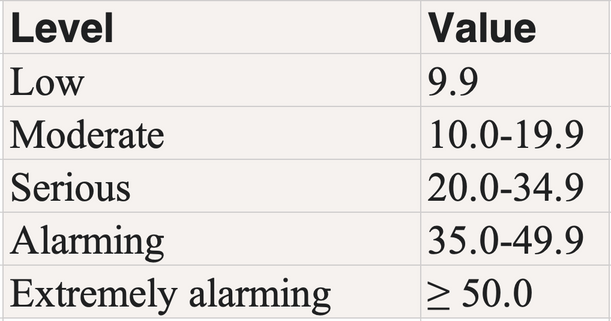 Level Value
Low 9.9
Moderate 10.0-19.9
Serious 20.0-34.9
Alarming 35.0-49.9
Extremely alarming ≥ 50.0